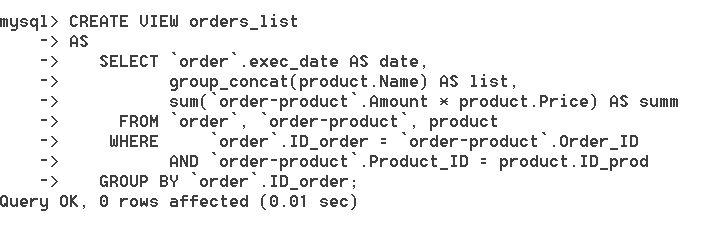 mysql> CREATE VIEW orders_list
    -> AS
    ->    SELECT `order`.exec_date AS date,
    ->           group_concat(product.Name) AS list,
    ->           sum(`order-product`.Amount * product.Price) AS summ
    ->      FROM `order`, `order-product`, product
    ->     WHERE     `order`.ID_order = `order-product`.Order_ID
    ->           AND `order-product`.Product_ID = product.ID_prod
    ->    GROUP BY `order`.ID_order;
Query OK, 0 rows affected (0.01 sec)